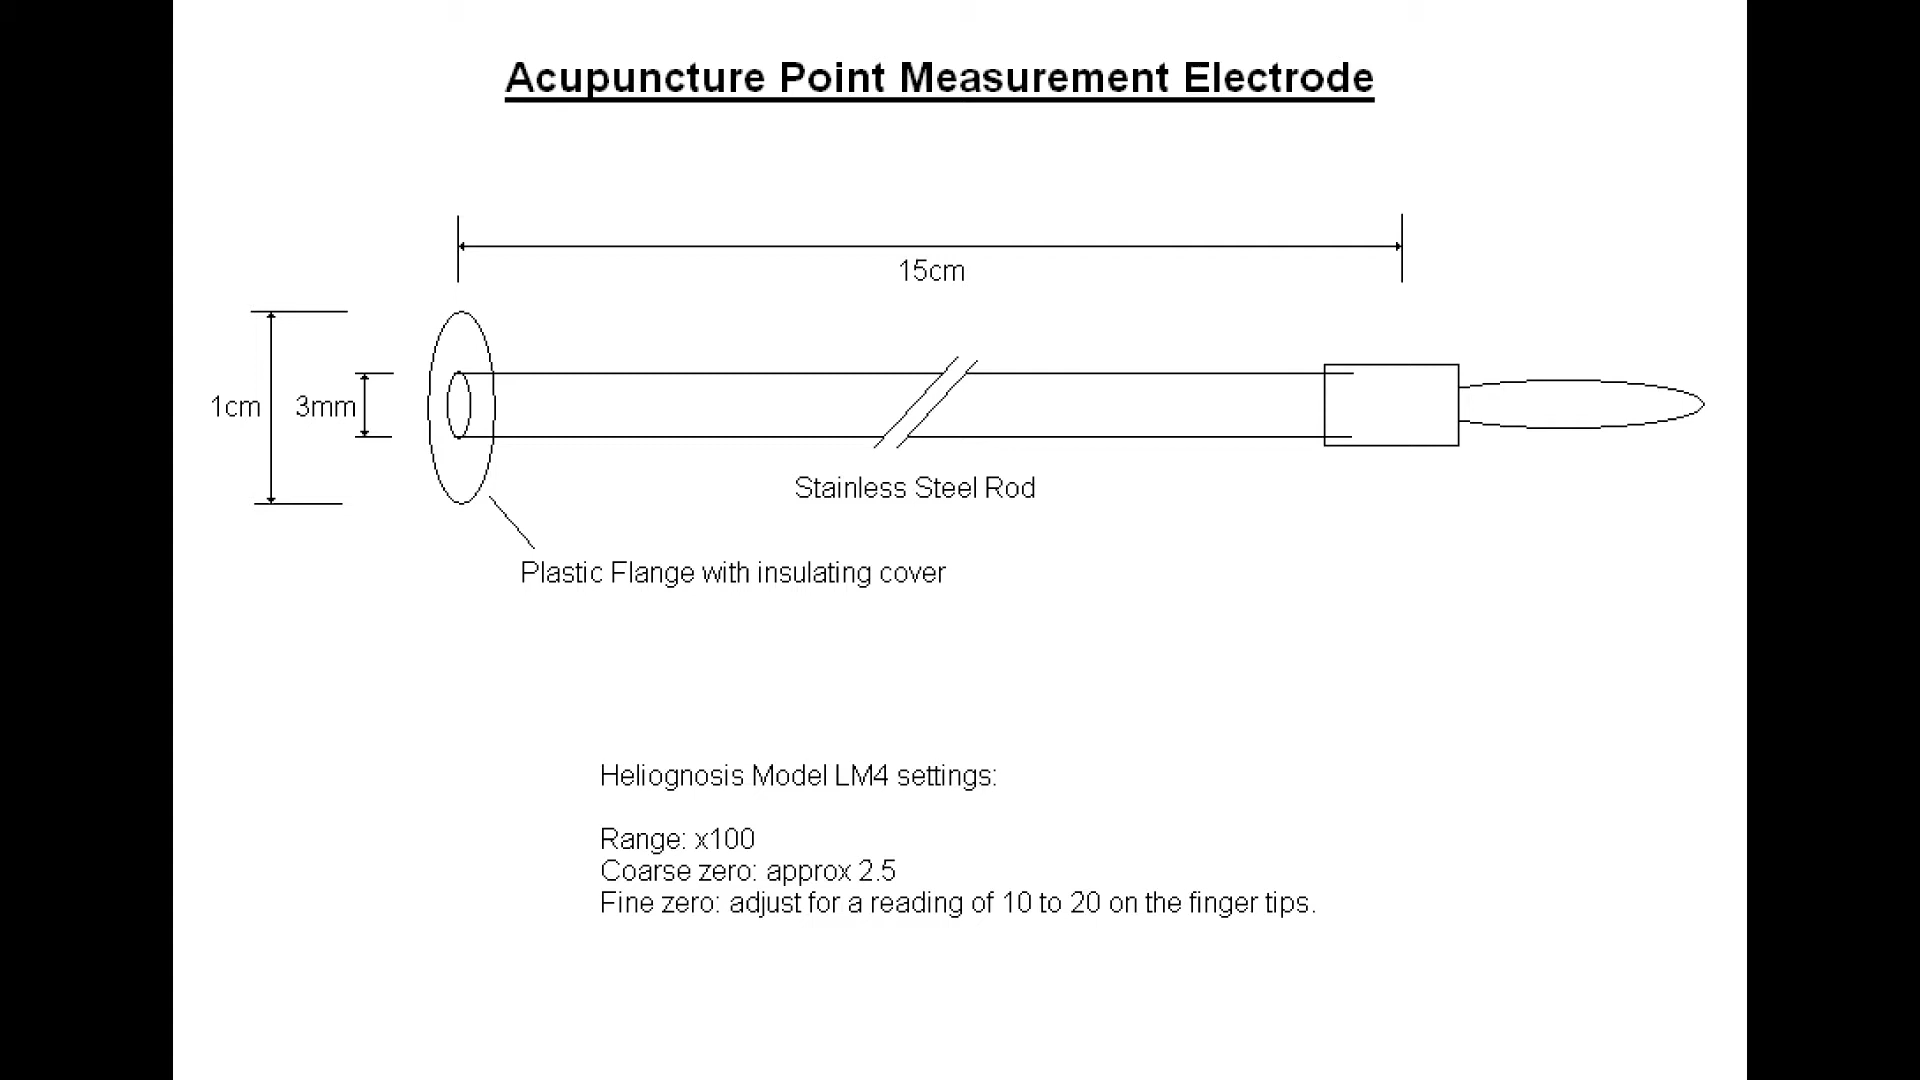 Acupuncture Point Measurement Electrode
15cm
1cm
3mm
Stainless Steel Rod
Plastic Flange with insulating cover
Heliognosis Model LM4 settings:
Range: x100
Coarse zero: approx 2.5
Fine zero: adjust for a reading of 10 to 20 on the finger tips.